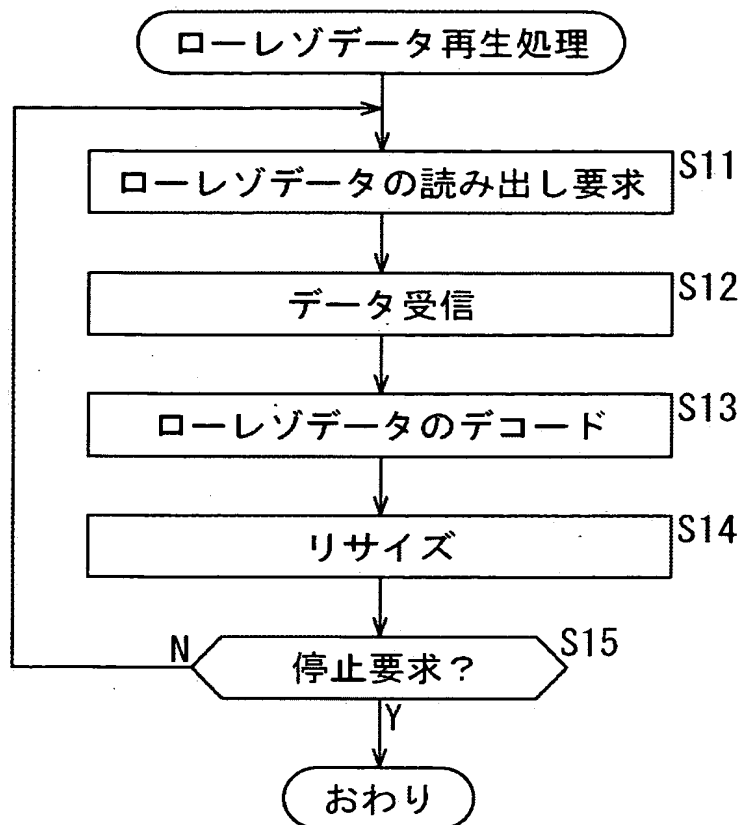 ローレゾデータ再生処理
ローレゾデータの読み出し要求
S11
データ受信
S12
ローレゾデータのデコード
S13
リサイズ
S14
停止要求?
S15
N
Y
おわり